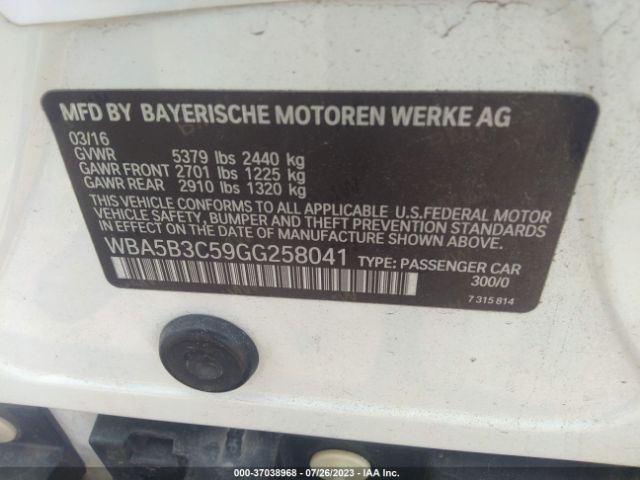 MFD BY BAYERISCHE MOTOREN WERKE AG
03/16
GVWR 5379 lbs 2440 kg
GAWR FRONT 2701 lbs 1225 kg
GAWR REAR 2910 lbs 1320 kg
THIS VEHICLE CONFORMS TO ALL APPLICABLE U.S.FEDERAL MOTOR
VEHICLE SAFETY, BUMPER AND THEFT PREVENTION STANDARDS
IN EFFECT ON THE DATE OF MANUFACTURE SHOWN ABOVE.
WBA5B3C59GG258041 TYPE: PASSENGER CAR
300/0
7 315 814
000-37038968 - 07/26/2023 - IAA Inc.